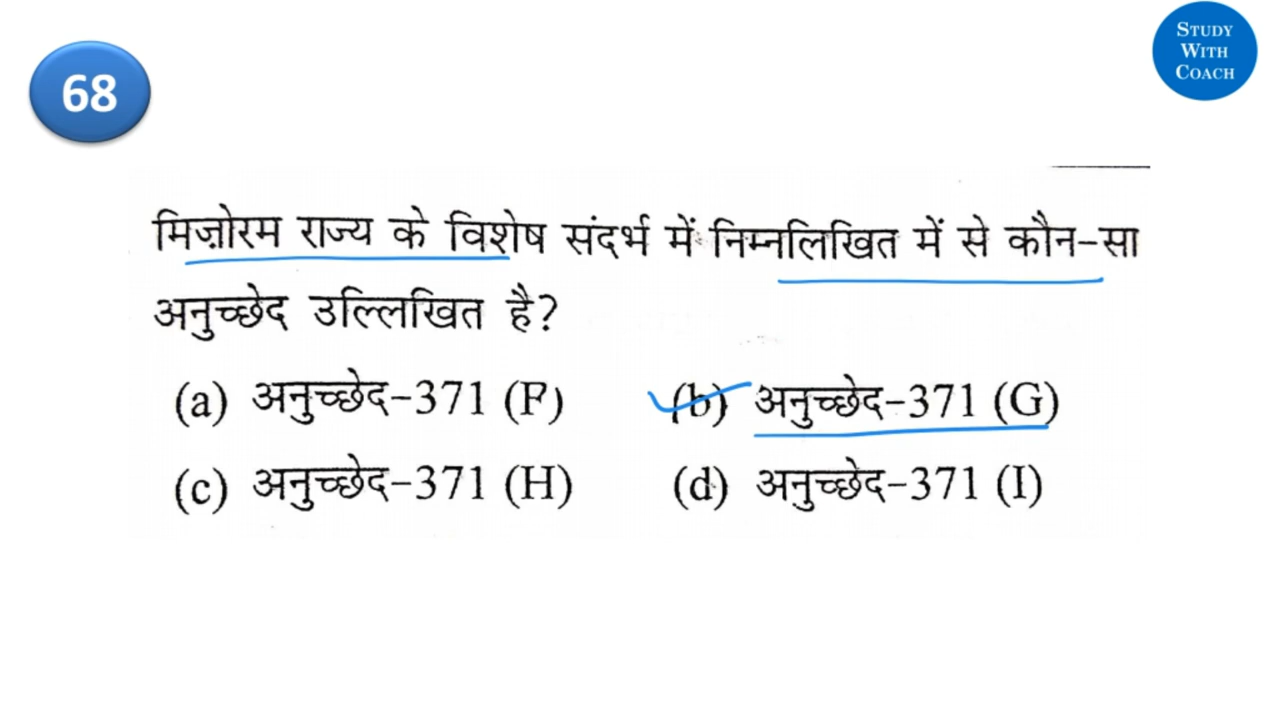 68
STUDY
WITH
COACH
मिज़ोरम राज्य के विशेष संदर्भ में निम्नलिखित में से कौन-सा
अनुच्छेद उल्लिखित है?
(a) अनुच्छेद-371 (F)
(b) अनुच्छेद-371 (G)
(c) अनुच्छेद-371 (H)
(d) अनुच्छेद-371 (I)